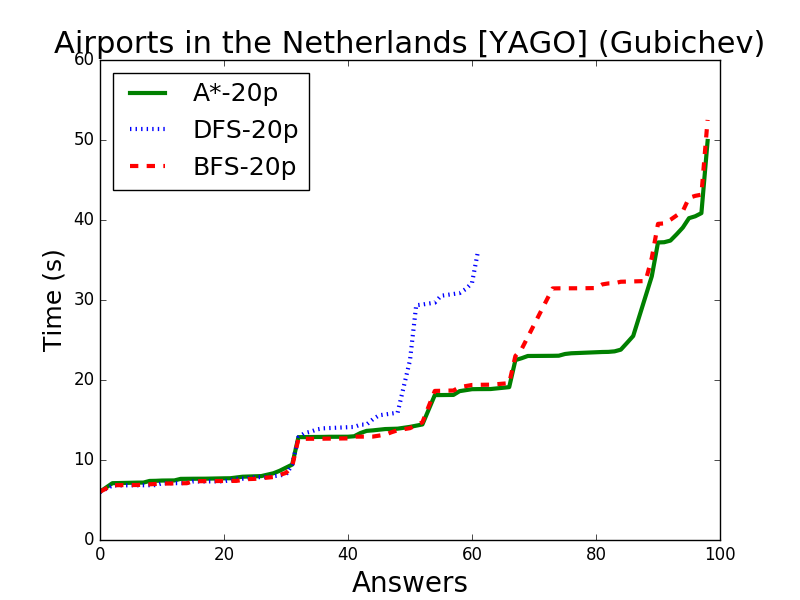 Airports in the Netherlands [YAGO] (Gubichev)
60
50
40
30
20
10
0
A*-20p
DFS-20p
BFS-20p
Time (s)
0 20 40 60 80 100
Answers